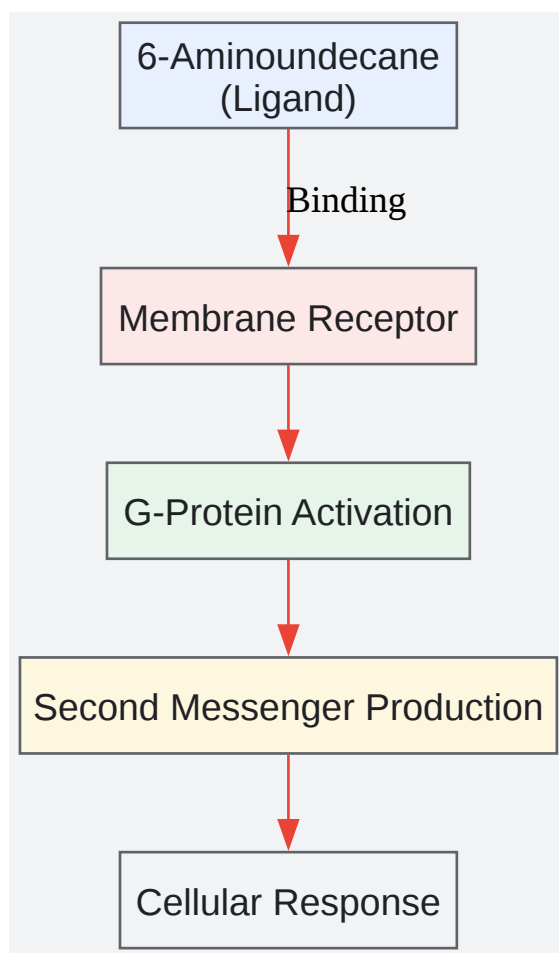 6-Aminoundecane
(Ligand)
Binding
Membrane Receptor
G-Protein Activation
Second Messenger Production
Cellular Response